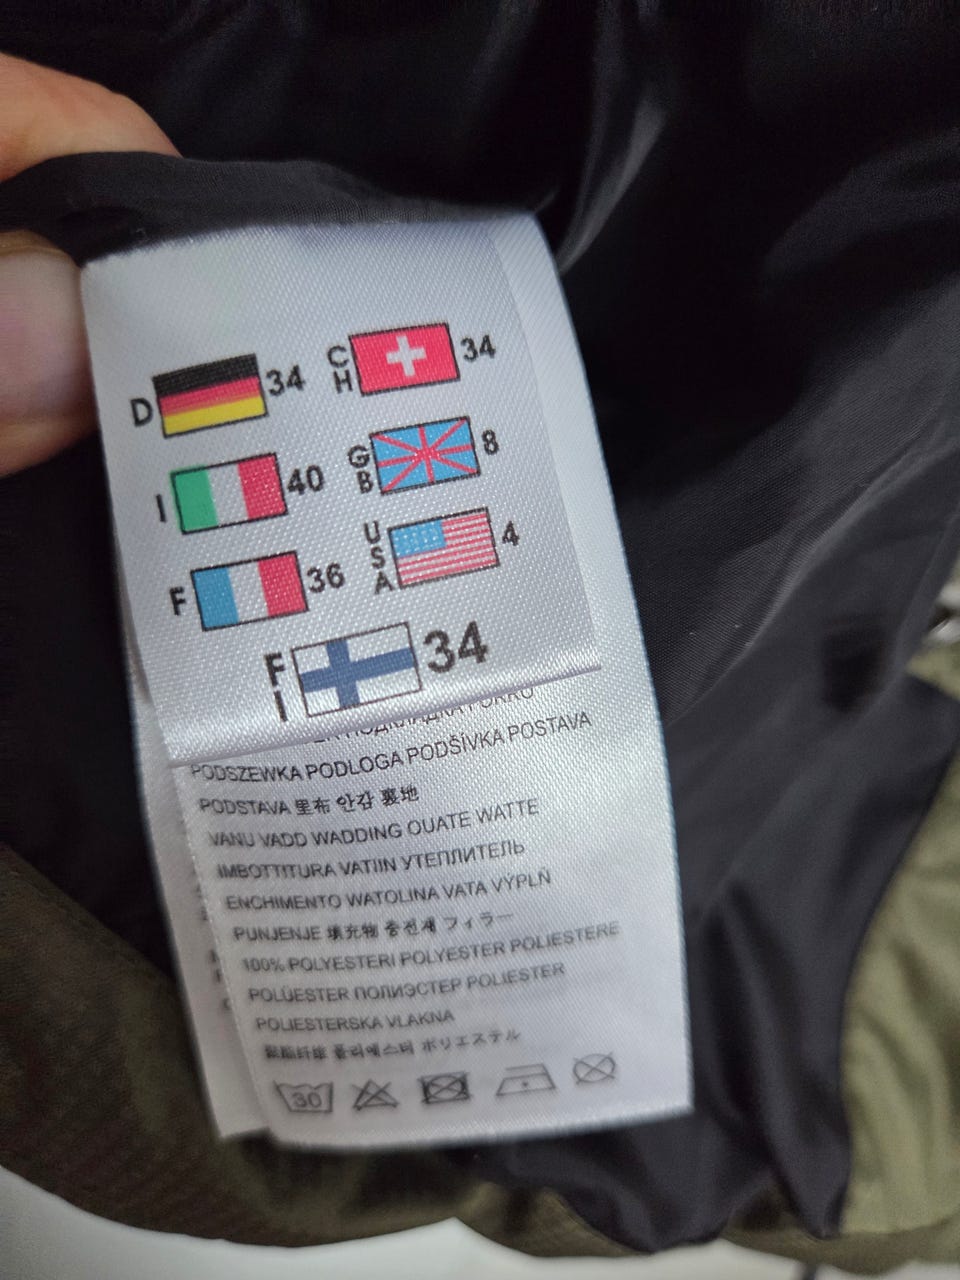 D 34
CH 34
I 40
GB 8
F 36
USA 4
FI 34
ПОДКЛАДКА FORRO
PODSZEWKA PODLOGA PODŠÍVKA POSTAVA
PODSTAVA 里布 안감 裏地
VANU VADD WADDING OUATE WATTE
IMBOTTITURA VATIIN УТЕПЛИТЕЛЬ
ENCHIMENTO WATOLINA VATA VÝPLŇ
PUNJENJE 填充物 충전재 フィラー
100% POLYESTERI POLYESTER POLIESTERE
POLÜESTER ПОЛИЭСТЕР POLIESTER
POLIESTERSKA VLAKNA
聚酯纤维 폴리에스터 ポリエステル
30